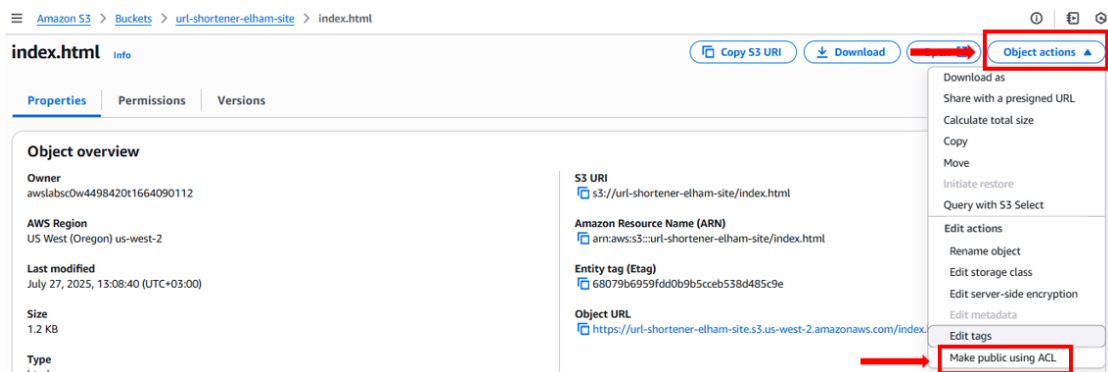 Amazon S3 > Buckets > url-shortener-elham-site > index.html
index.html Info
Copy S3 URI
Download
Object actions
Properties
Permissions
Versions
Object overview
Owner
awslabsc0w4498420t1664090112
AWS Region
US West (Oregon) us-west-2
Last modified
July 27, 2025, 13:08:40 (UTC+03:00)
Size
1.2 KB
Type
S3 URI
s3://url-shortener-elham-site/index.html
Amazon Resource Name (ARN)
arn:aws:s3:::url-shortener-elham-site/index.html
Entity tag (Etag)
68079b6959fdd0b9b5cceb538d485c9e
Object URL
https://url-shortener-elham-site.s3.us-west-2.amazonaws.com/index.
Download as
Share with a presigned URL
Calculate total size
Copy
Move
Initiate restore
Query with S3 Select
Edit actions
Rename object
Edit storage class
Edit server-side encryption
Edit metadata
Edit tags
Make public using ACL